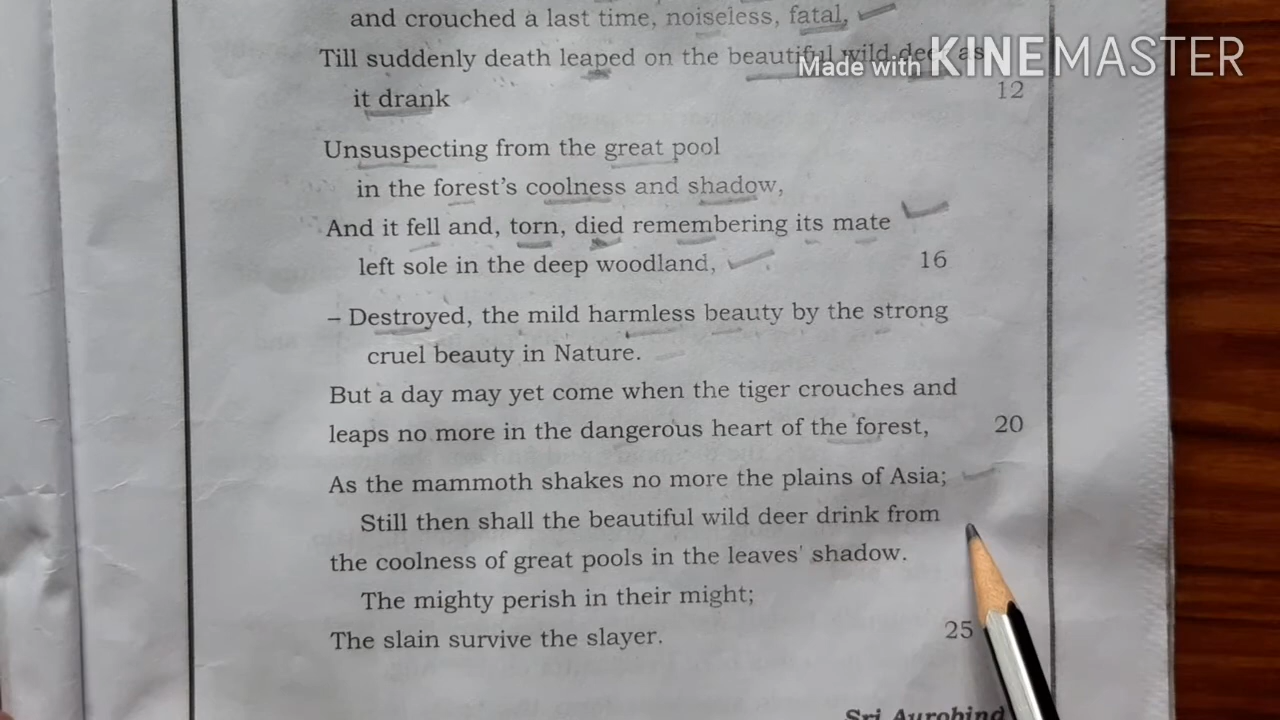 and crouched a last time, noiseless, fatal,
Till suddenly death leaped on the beautiful wild deer as
Made with KINEMASTER
it drank
12
Unsuspecting from the great pool
in the forest's coolness and shadow,
And it fell and, torn, died remembering its mate
left sole in the deep woodland,
16
– Destroyed, the mild harmless beauty by the strong
cruel beauty in Nature.
But a day may yet come when the tiger crouches and
leaps no more in the dangerous heart of the forest,
20
As the mammoth shakes no more the plains of Asia;
Still then shall the beautiful wild deer drink from
the coolness of great pools in the leaves' shadow.
The mighty perish in their might;
The slain survive the slayer.
25
Sri Aurobind